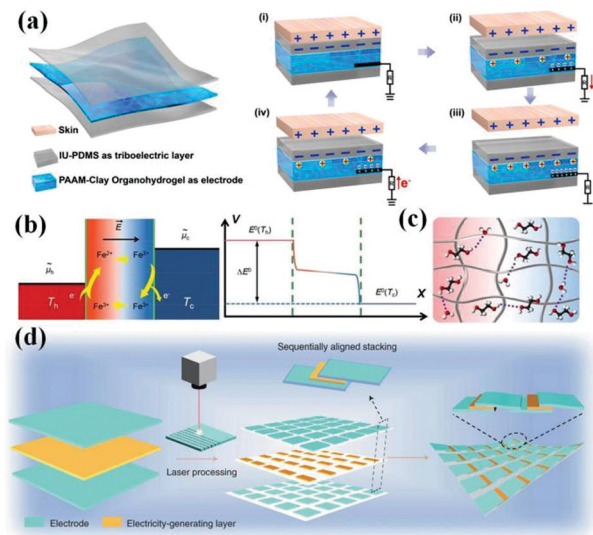 (a)
Skin
IU-PDMS as triboelectric layer
PAAM-Clay Organohydrogel as electrode
(i)
(ii)
(iv)
(iii)
e⁻
(b)
E
μ̃h
μ̃c
Fe²⁺
Fe²⁺
e⁻
e⁻
Th
Fe³⁺
Fe³⁺
Tc
V
E⁰(Th)
ΔE⁰
E⁰(Tc)
X
(c)
(d)
Sequentially aligned stacking
Laser processing
Electrode
Electricity-generating layer